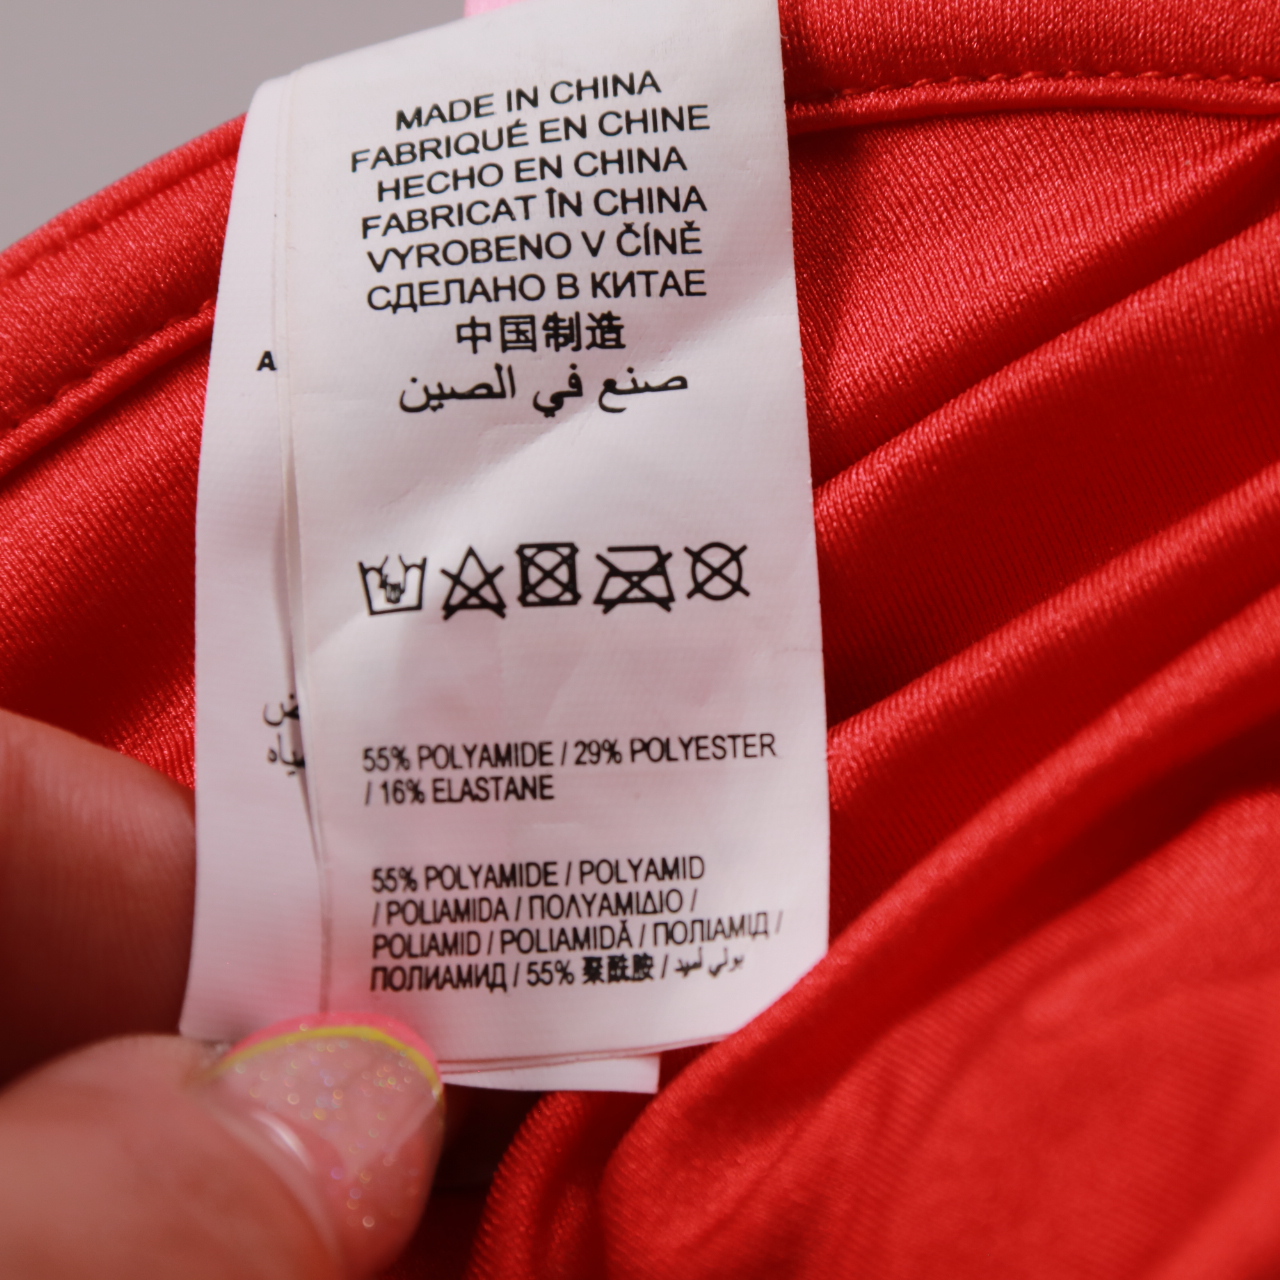 MADE IN CHINA
FABRIQUÉ EN CHINE
HECHO EN CHINA
FABRICAT ÎN CHINA
VYROBENO V ČÍNĚ
СДЕЛАНО В КИТАЕ
中国制造
صنع في الصين
A
55% POLYAMIDE / 29% POLYESTER
/ 16% ELASTANE
55% POLYAMIDE / POLYAMID
/ POLIAMIDA / ΠΟΛΥΑΜΙΔΙΟ /
POLIAMID / POLIAMIDĂ / ПОЛІАМІД /
ПОЛИАМИД / 55% 聚酰胺 / بولي أميد